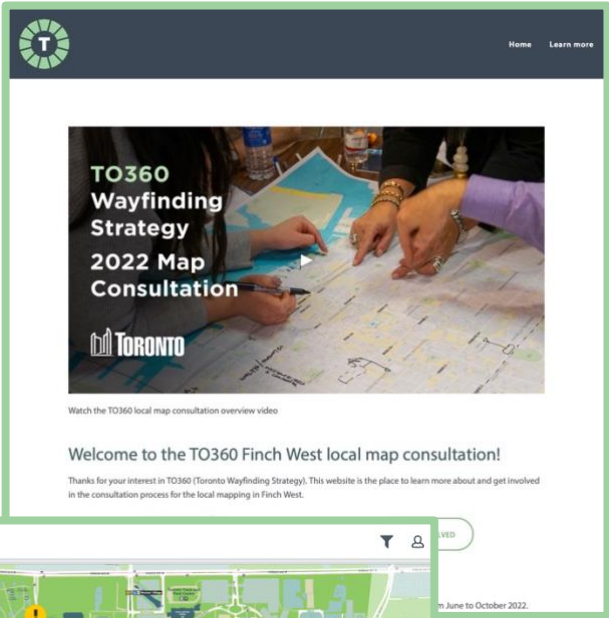 T
Home Learn more
TO360
Wayfinding
Strategy
2022 Map
Consultation
TORONTO
Watch the TO360 local map consultation overview video
Welcome to the TO360 Finch West local map consultation!
Thanks for your interest in TO360 (Toronto Wayfinding Strategy). This website is the place to learn more about and get involved
in the consultation process for the local mapping in Finch West.
LVED
m June to October 2022.